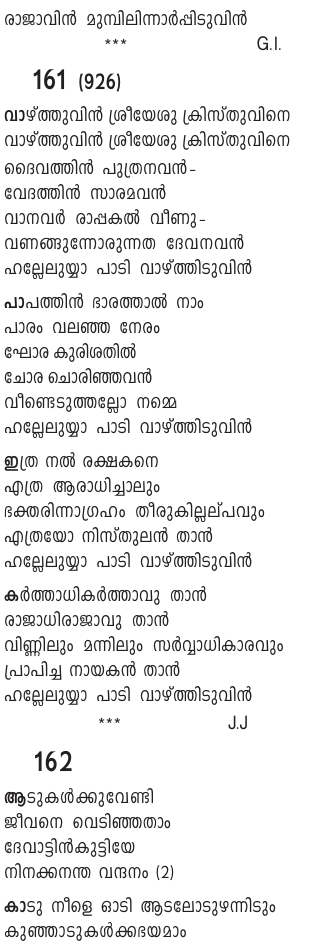 രാജാവിൻ മുമ്പിലിന്നാർപ്പിടുവിൻ
*** G.I.
161 (926)
വാഴ്ത്തുവിൻ ശ്രീയേശു ക്രിസ്തുവിനെ
വാഴ്ത്തുവിൻ ശ്രീയേശു ക്രിസ്തുവിനെ
ദൈവത്തിൻ പുത്രനവൻ-
വേദത്തിൻ സാരമവൻ
വാനവർ രാപ്പകൽ വീണു-
വണങ്ങുന്നോരുന്നത ദേവനവൻ
ഹല്ലേലുയ്യാ പാടി വാഴ്ത്തിടുവിൻ
പാപത്തിൻ ഭാരത്താൽ നാം
പാരം വലഞ്ഞ നേരം
ഘോര കുരിശതിൽ
ചോര ചൊരിഞ്ഞവൻ
വീണ്ടെടുത്തല്ലോ നമ്മെ
ഹല്ലേലുയ്യാ പാടി വാഴ്ത്തിടുവിൻ
ഇത്ര നൽ രക്ഷകനെ
എത്ര ആരാധിച്ചാലും
ഭക്തരിന്നാഗ്രഹം തീരുകില്ലല്പവും
എത്രയോ നിസ്തുലൻ താൻ
ഹല്ലേലുയ്യാ പാടി വാഴ്ത്തിടുവിൻ
കർത്താധികർത്താവു താൻ
രാജാധിരാജാവു താൻ
വിണ്ണിലും മന്നിലും സർവ്വാധികാരവും
പ്രാപിച്ച നായകൻ താൻ
ഹല്ലേലുയ്യാ പാടി വാഴ്ത്തിടുവിൻ
*** J.J
162
ആടുകൾക്കുവേണ്ടി
ജീവനെ വെടിഞ്ഞതാം
ദേവാട്ടിൻകുട്ടിയേ
നിനക്കനന്ത വന്ദനം (2)
കാടു നീളെ ഓടി ആടലോടുഴന്നിടും
കുഞ്ഞാടുകൾക്കഭയമാം